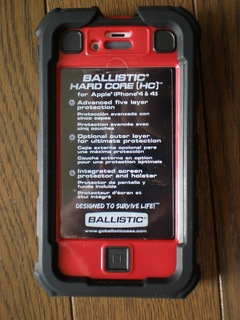 BALLISTIC®
HARD CORE (HC)™
for Apple® iPhone® 4 & 4S
Advanced five layer
protection
Protección avanzada con
cinco capas
Protection avancée avec
cinq couches
Optional outer layer
for ultimate protection
Capa externa opcional para
una máxima protección
Couche externe en option
pour une protection optimale
Integrated screen
protector and holster
Protector de pantalla y
funda incluidos
Protecteur d'écran et
étui intégré
DESIGNED TO SURVIVE LIFE!™
BALLISTIC®
www.goballisticcases.com